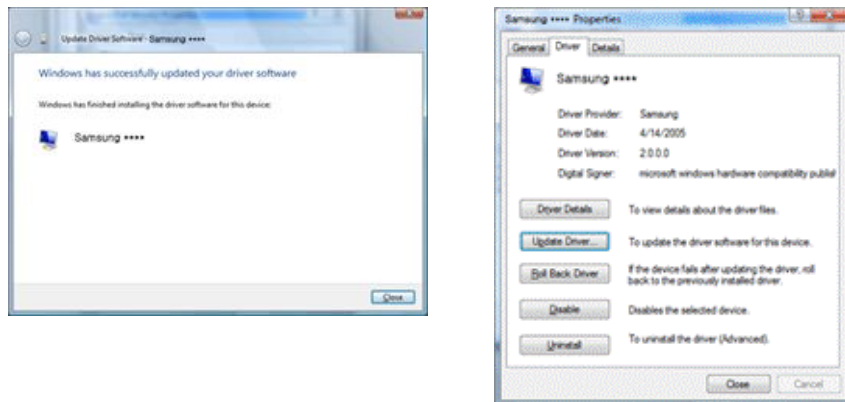 Update Driver Software - Samsung ****
Windows has successfully updated your driver software
Windows has finished installing the driver software for this device:
Samsung ****
Close
Samsung **** Properties
General Driver Details
Samsung ****
Driver Provider: Samsung
Driver Date: 4/14/2005
Driver Version: 2.0.0.0
Digital Signer: microsoft windows hardware compatibility publis
Driver Details To view details about the driver files.
Update Driver... To update the driver software for this device.
Roll Back Driver If the device fails after updating the driver, roll
back to the previously installed driver.
Disable Disables the selected device.
Uninstall To uninstall the driver (Advanced).
Close Cancel